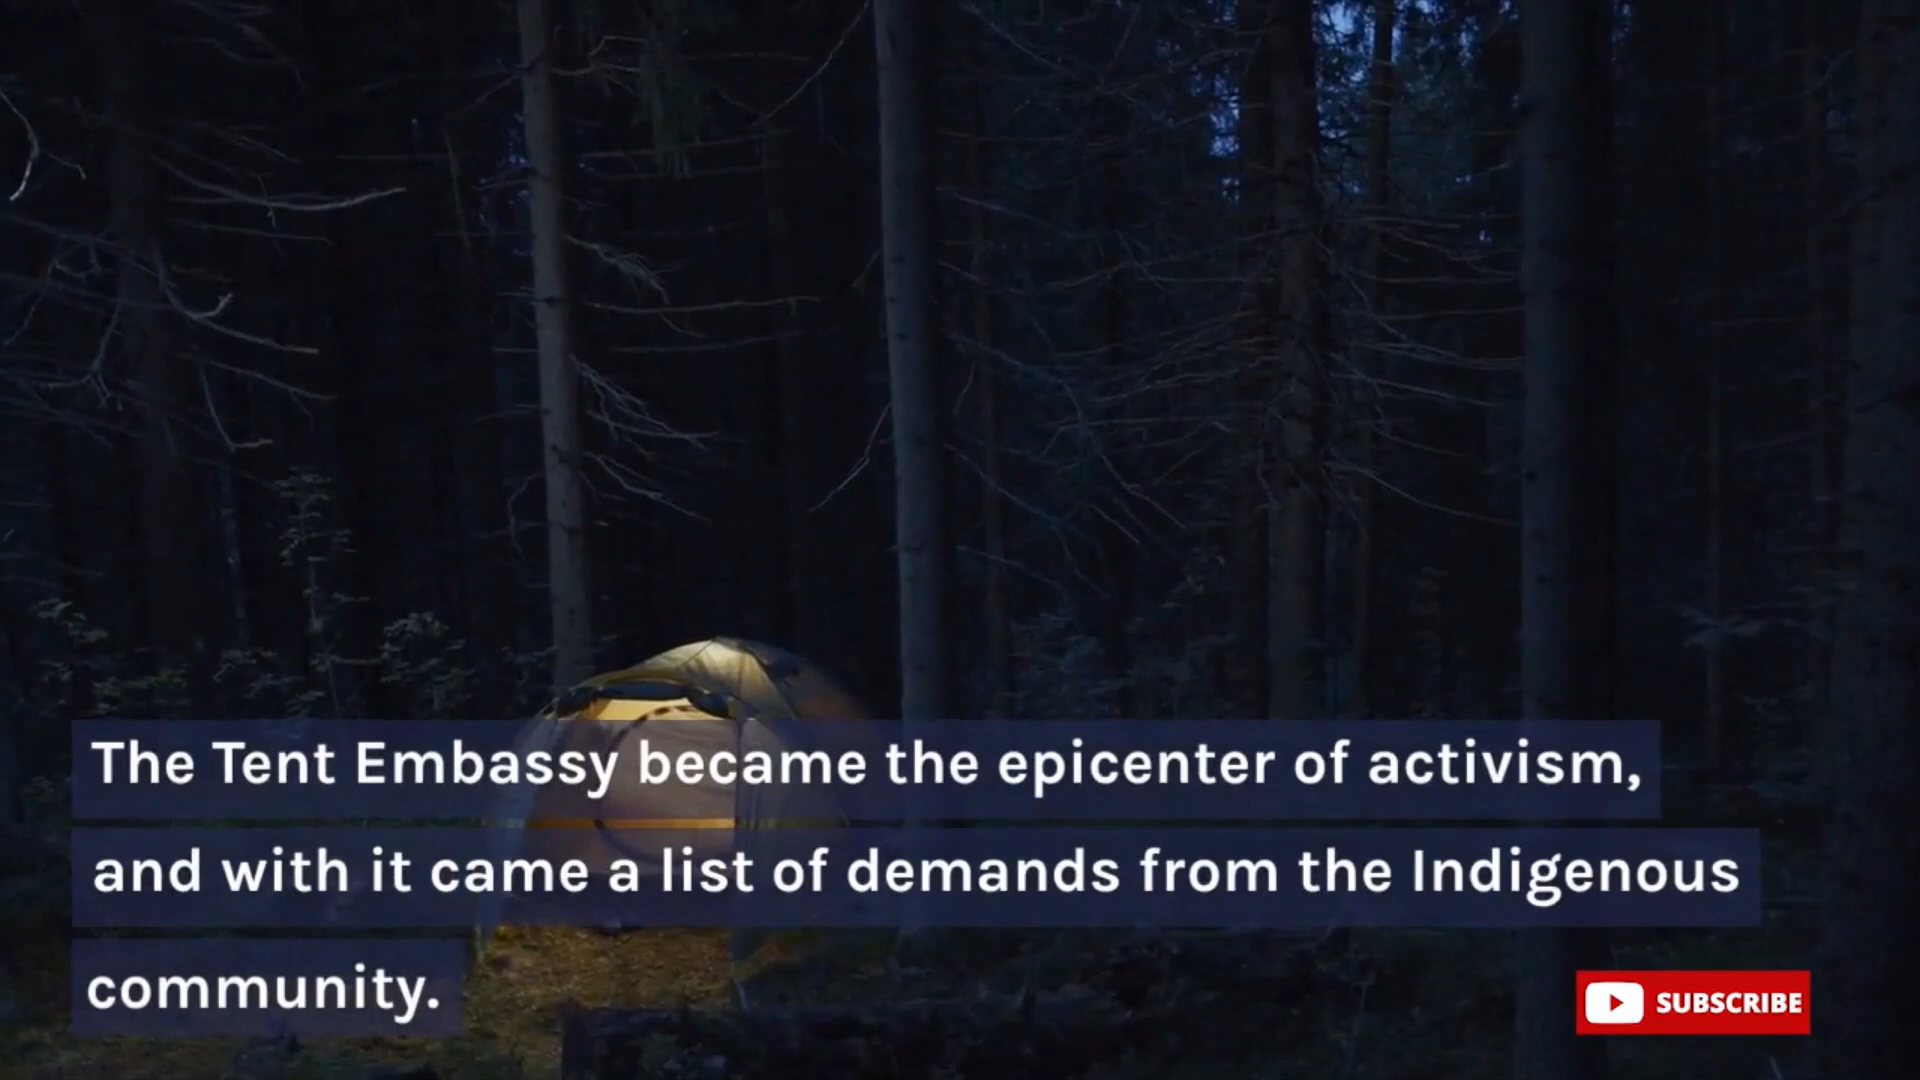 The Tent Embassy became the epicenter of activism,
and with it came a list of demands from the Indigenous
community.
SUBSCRIBE